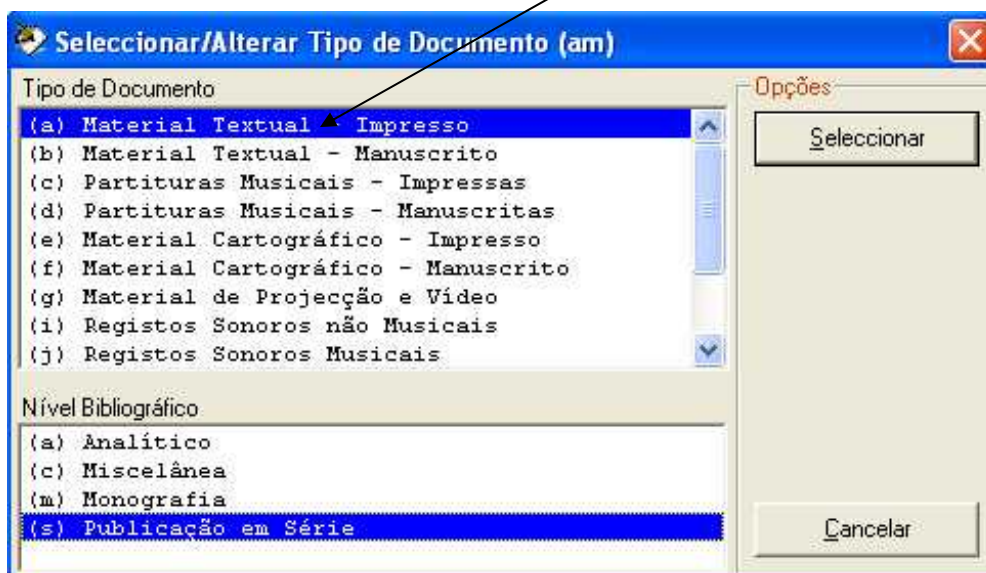 Seleccionar/Alterar Tipo de Documento (am)
Tipo de Documento
(a) Material Textual - Impresso
(b) Material Textual - Manuscrito
(c) Partituras Musicais - Impressas
(d) Partituras Musicais - Manuscritas
(e) Material Cartográfico - Impresso
(f) Material Cartográfico - Manuscrito
(g) Material de Projecção e Vídeo
(i) Registos Sonoros não Musicais
(j) Registos Sonoros Musicais
Nível Bibliográfico
(a) Analítico
(c) Miscelânea
(m) Monografia
(s) Publicação em Série
Opções
Seleccionar
Cancelar